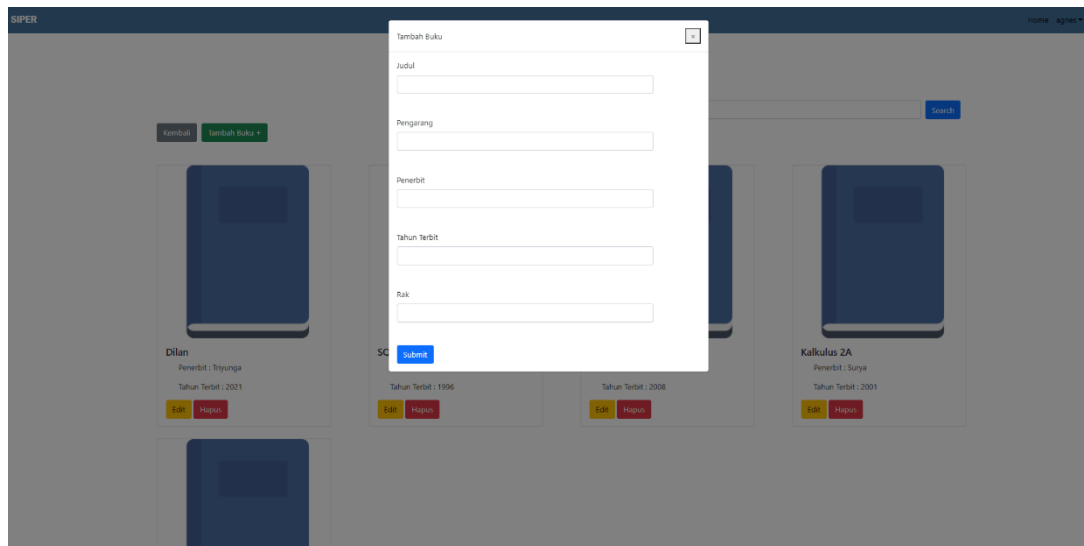 SIPER
Home agnes
Tambah Buku
x
Judul
Pengarang
Penerbit
Tahun Terbit
Rak
Submit
Search
Kembali
Tambah Buku +
Dilan
Penerbit : Triyunga
Tahun Terbit : 2021
Edit Hapus
SC
Tahun Terbit : 1996
Edit Hapus
Tahun Terbit : 2008
Edit Hapus
Kalkulus 2A
Penerbit : Surya
Tahun Terbit : 2001
Edit Hapus